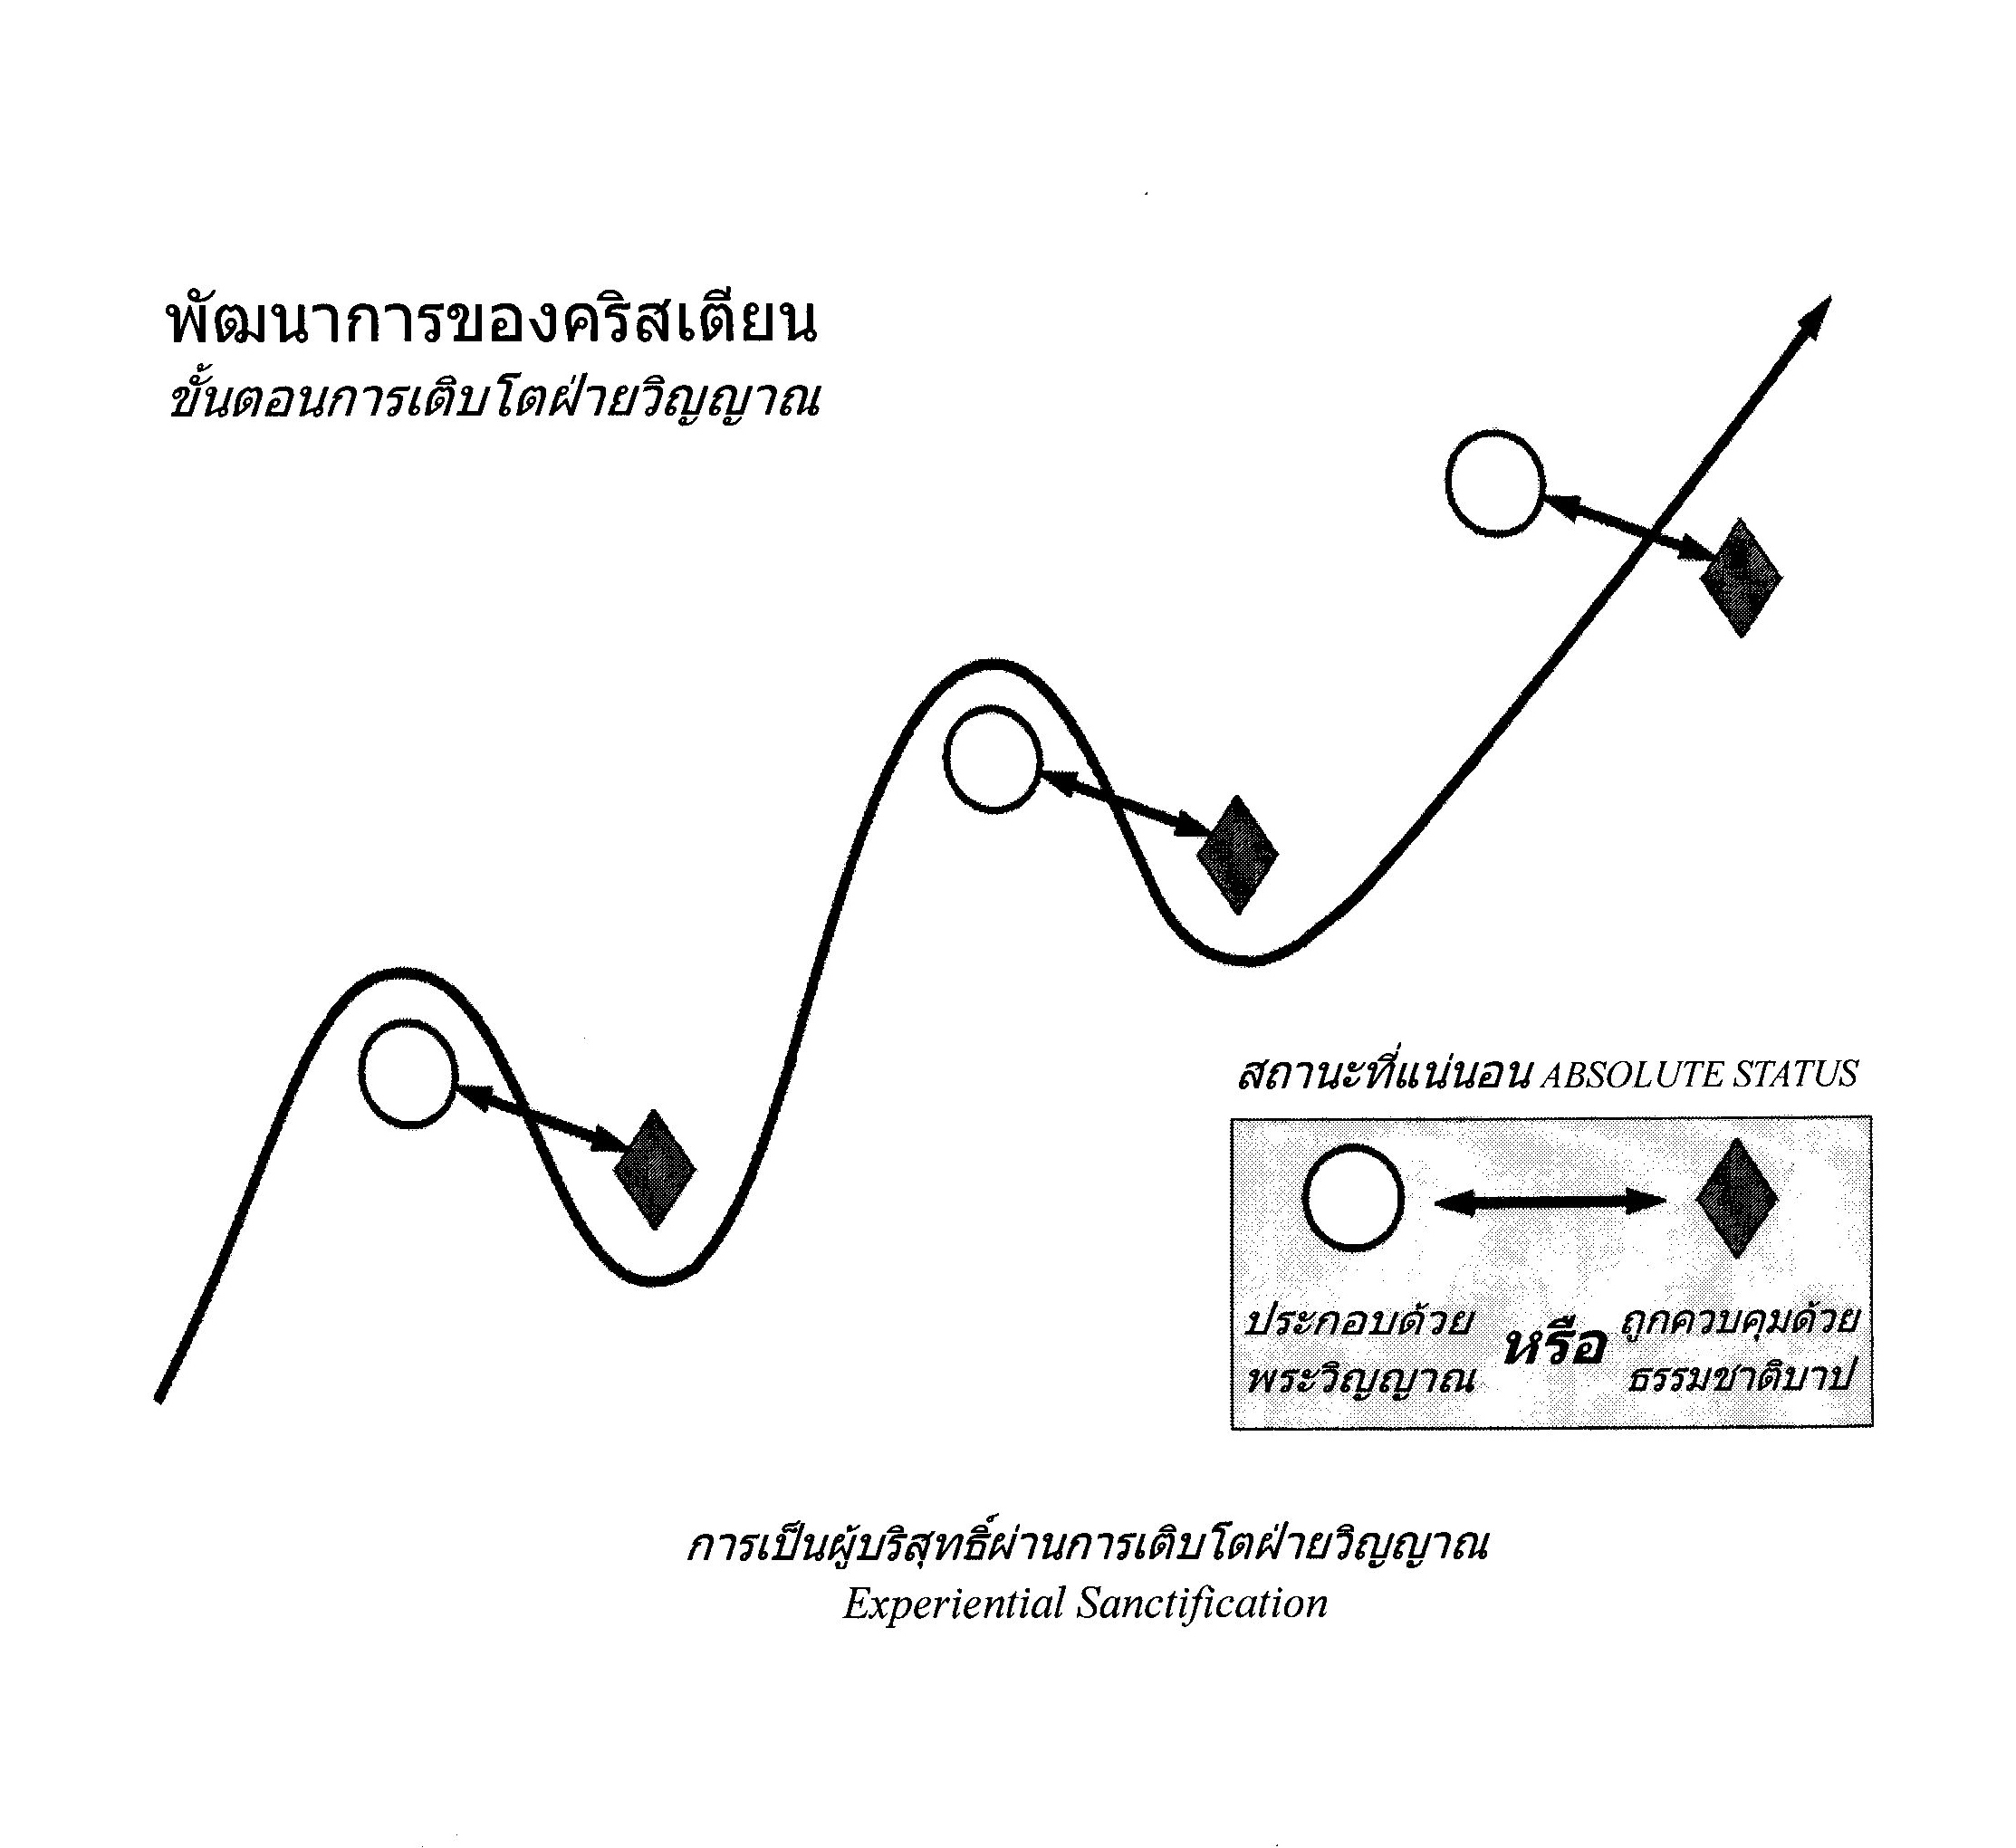 พัฒนาการของคริสเตียน
ขั้นตอนการเติบโตฝ่ายวิญญาณ
สถานะที่แน่นอน ABSOLUTE STATUS
ประกอบด้วย
พระวิญญาณ
หรือ
ถูกควบคุมด้วย
ธรรมชาติบาป
การเป็นผู้บริสุทธิ์ผ่านการเติบโตฝ่ายวิญญาณ
Experiential Sanctification